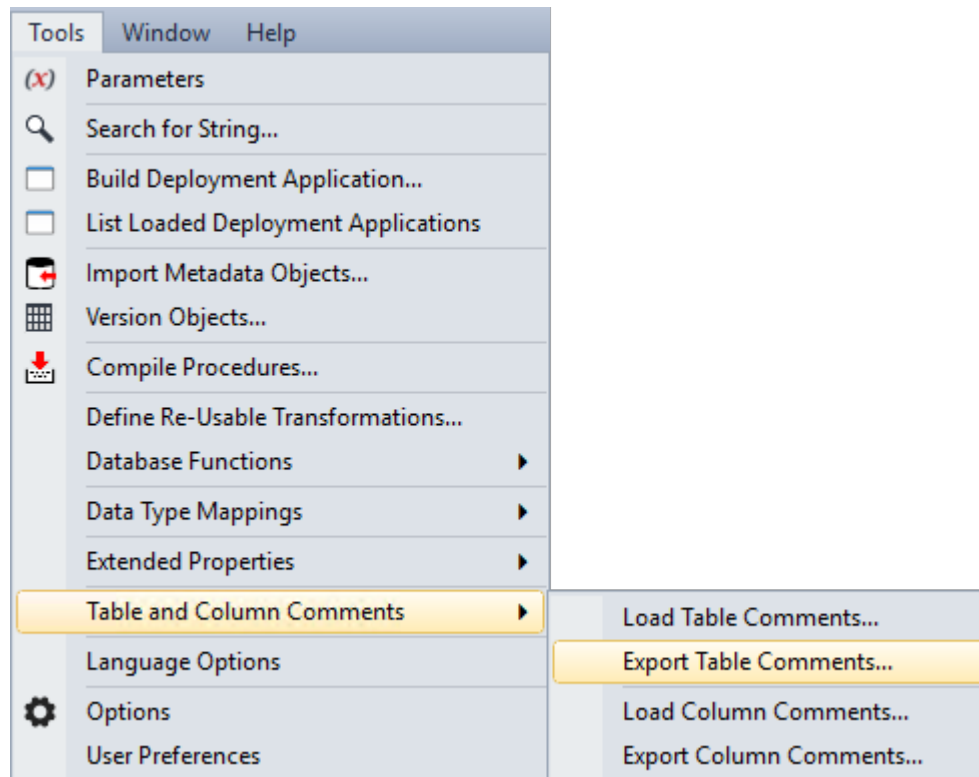 Tools Window Help
(x) Parameters
Search for String...
Build Deployment Application...
List Loaded Deployment Applications
Import Metadata Objects...
Version Objects...
Compile Procedures...
Define Re-Usable Transformations...
Database Functions
Data Type Mappings
Extended Properties
Table and Column Comments
Load Table Comments...
Export Table Comments...
Load Column Comments...
Export Column Comments...
Language Options
Options
User Preferences